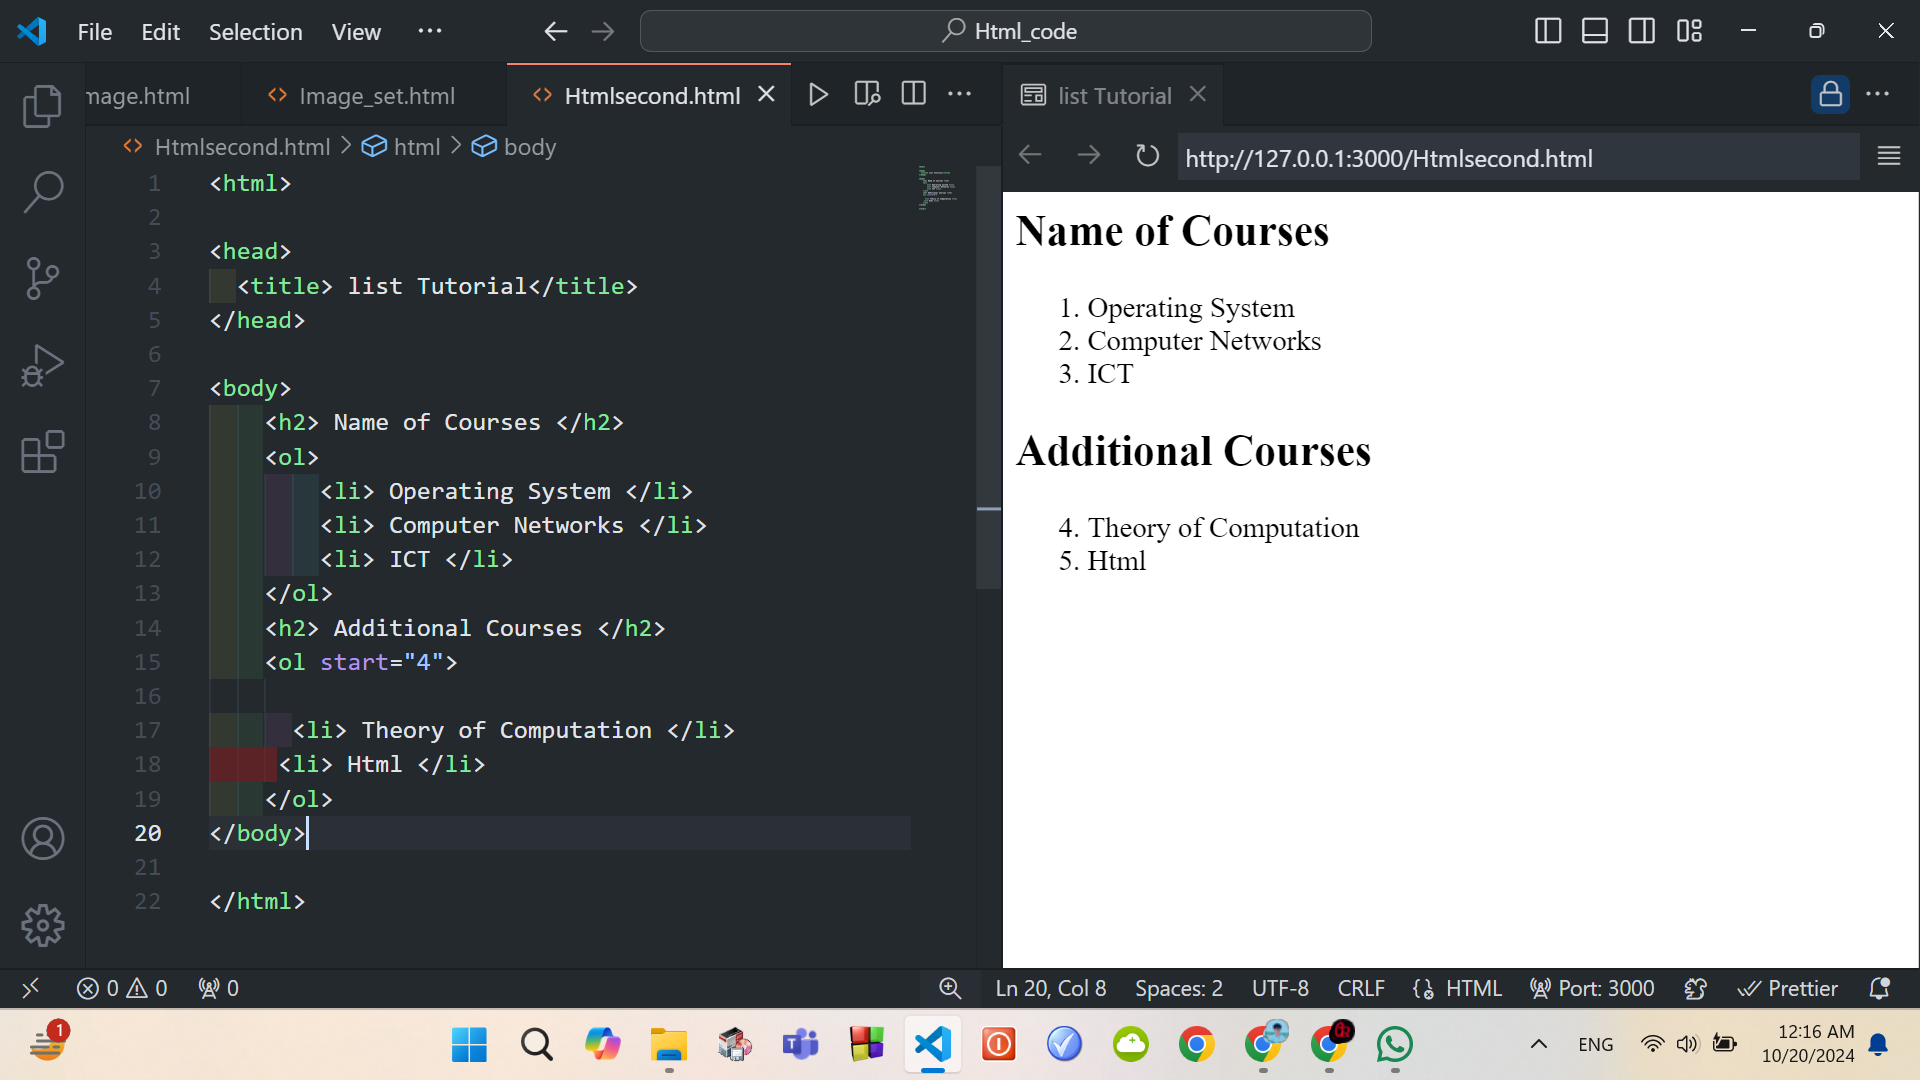 File Edit Selection View ··· Html_code
mage.html Image_set.html Htmlsecond.html list Tutorial
Htmlsecond.html > html > body
http://127.0.0.1:3000/Htmlsecond.html
1 <html>
2
3 <head>
4 <title> list Tutorial</title>
5 </head>
6
7 <body>
8 <h2> Name of Courses </h2>
9 <ol>
10 <li> Operating System </li>
11 <li> Computer Networks </li>
12 <li> ICT </li>
13 </ol>
14 <h2> Additional Courses </h2>
15 <ol start="4">
16
17 <li> Theory of Computation </li>
18 <li> Html </li>
19 </ol>
20 </body>
21
22 </html>
Name of Courses
1. Operating System
2. Computer Networks
3. ICT
Additional Courses
4. Theory of Computation
5. Html
0 0 0 Ln 20, Col 8 Spaces: 2 UTF-8 CRLF HTML Port: 3000 Prettier
1 ENG 12:16 AM
10/20/2024